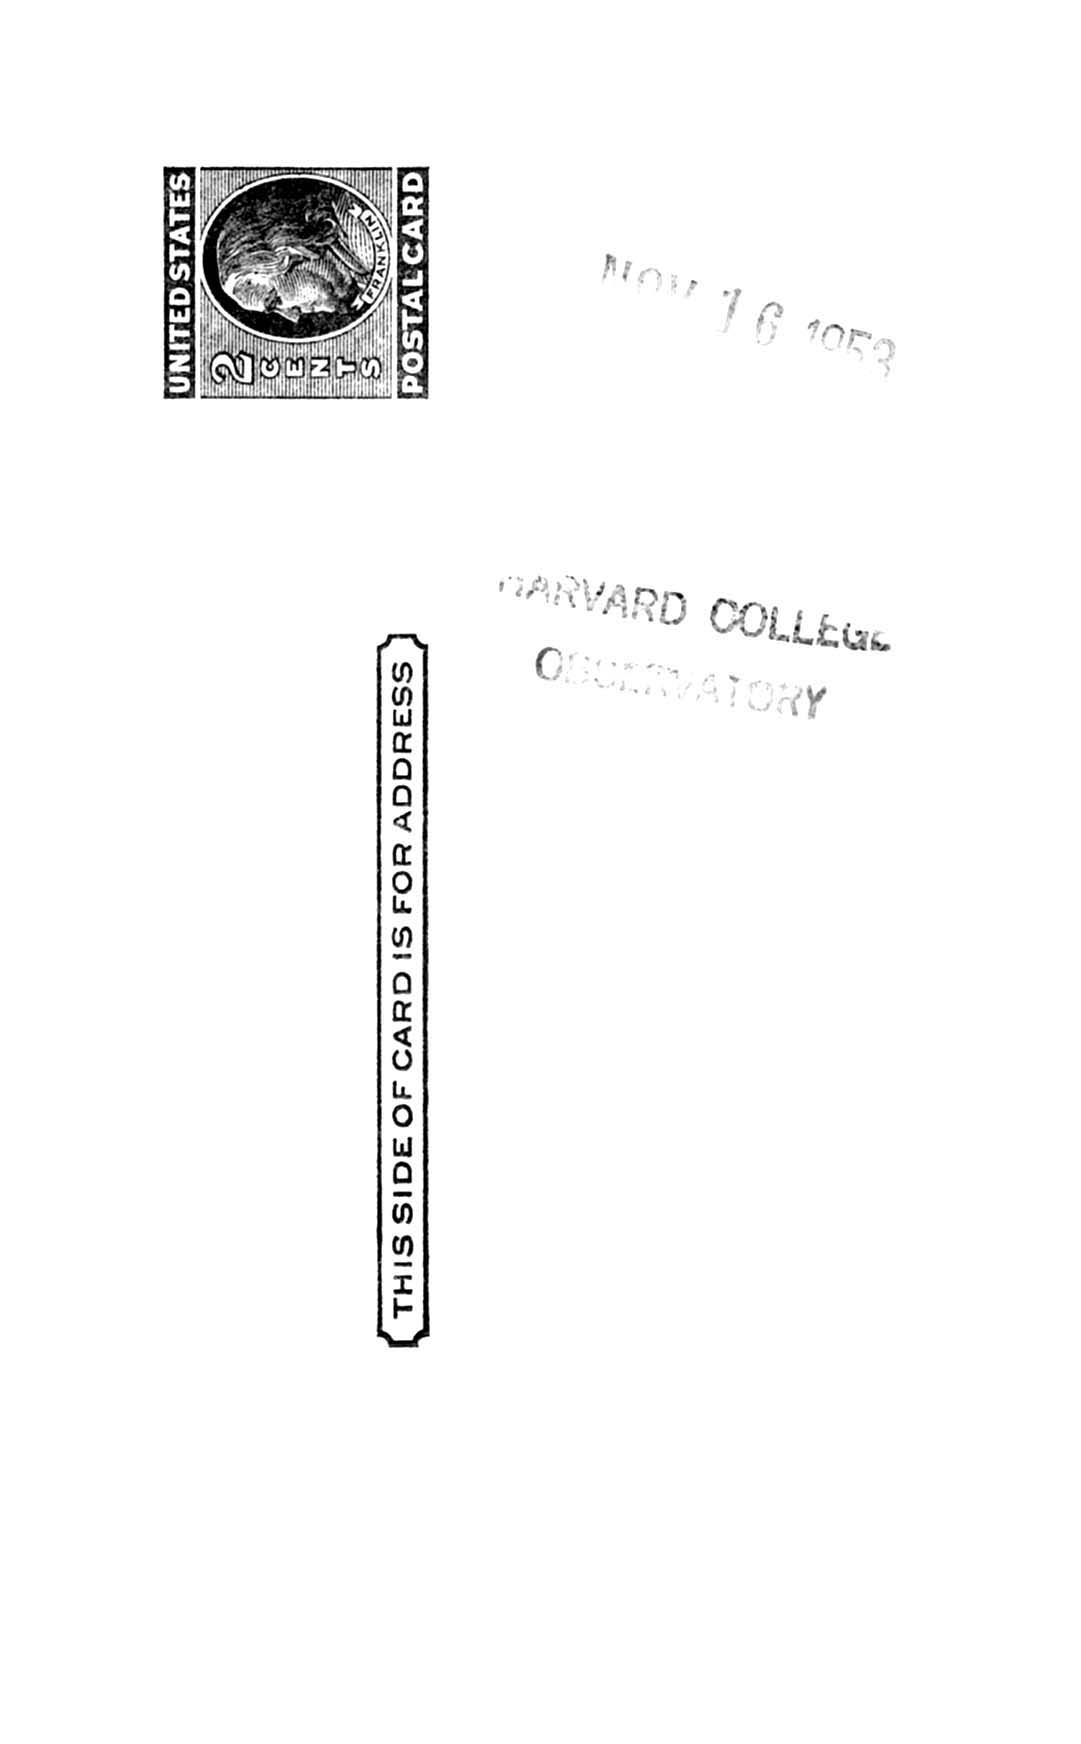 UNITED STATES
FRANKLIN
2 CENTS
POSTAL CARD
THIS SIDE OF CARD IS FOR ADDRESS
NOV 16 1953
HARVARD COLLEGE
OBSERVATORY